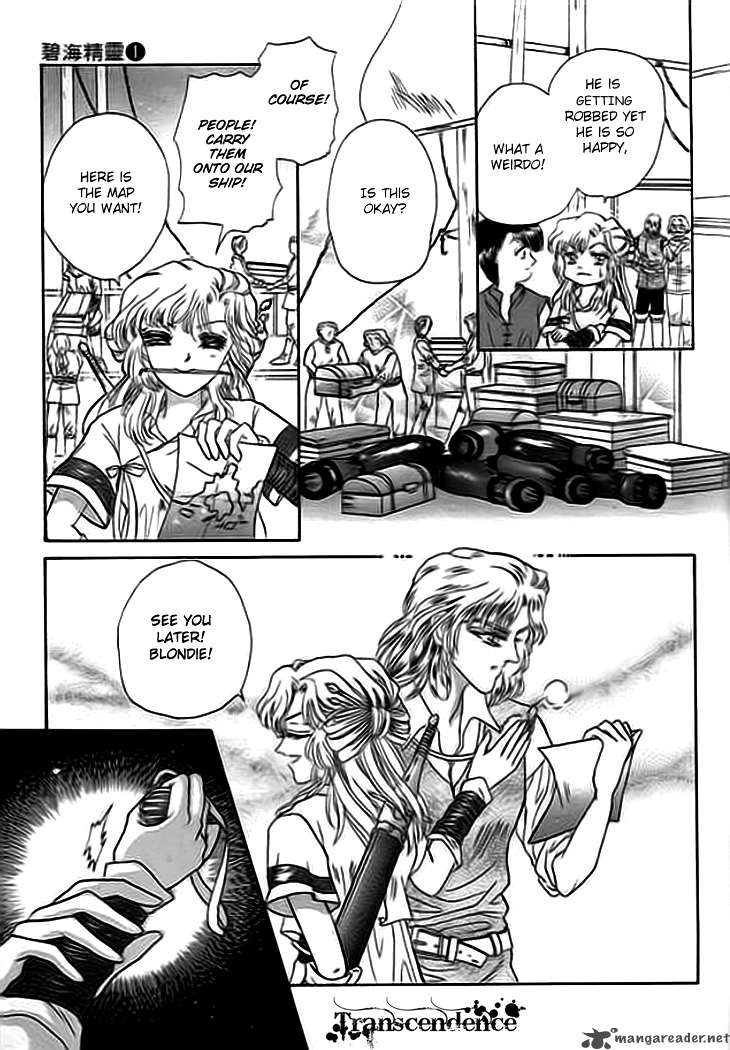 碧海精靈❶
HE IS
GETTING
ROBBED YET
HE IS SO
HAPPY,
WHAT A
WEIRDO!
IS THIS
OKAY?
OF
COURSE!
PEOPLE!
CARRY
THEM
ONTO OUR
SHIP!
HERE IS
THE MAP
YOU WANT!
SEE YOU
LATER!
BLONDIE!
Transcendence
mangareader.net